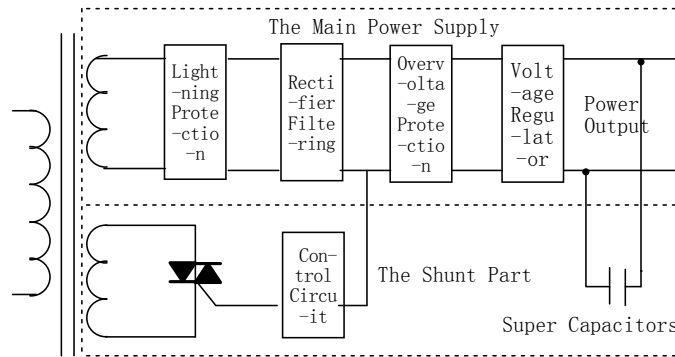 The Main Power Supply
Light
-ning
Prote
-ctio
-n
Recti
-fier
Filte
-ring
Overv
-olta
-ge
Prote
-ctio
-n
Volt
-age
Regu
-lat
-or
Power
Output
Con-
trol
Circu
-it
The Shunt Part
Super Capacitors